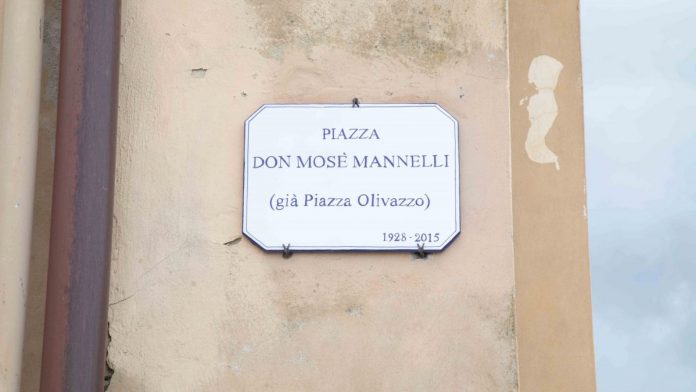 PIAZZA
DON MOSÈ MANNELLI
(già Piazza Olivazzo)
1928 - 2015